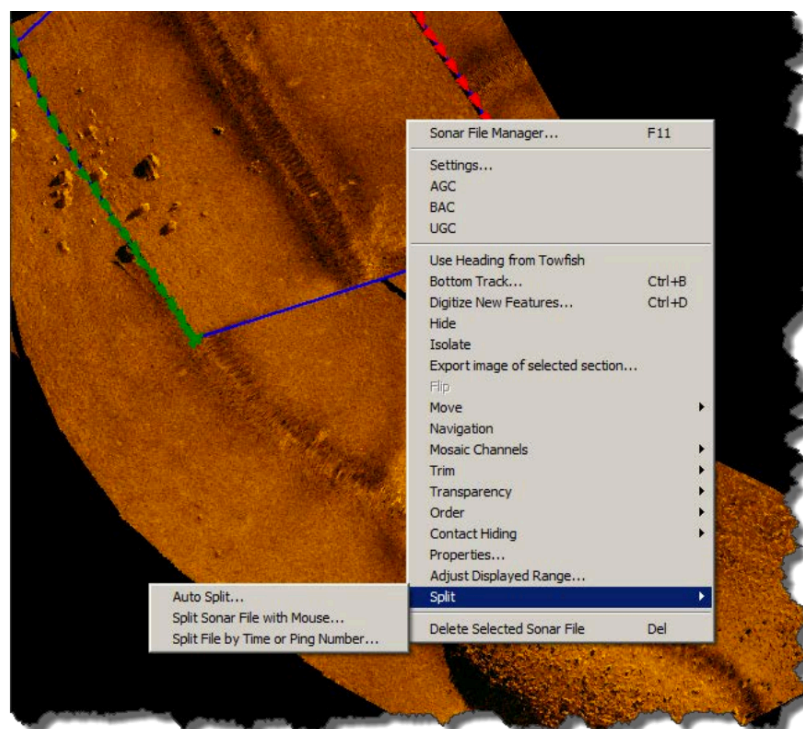 Sonar File Manager... F11
Settings...
AGC
BAC
UGC
Use Heading from Towfish
Bottom Track... Ctrl+B
Digitize New Features... Ctrl+D
Hide
Isolate
Export image of selected section...
Flip
Move
Navigation
Mosaic Channels
Trim
Transparency
Order
Contact Hiding
Properties...
Adjust Displayed Range...
Split
Delete Selected Sonar File Del
Auto Split...
Split Sonar File with Mouse...
Split File by Time or Ping Number...